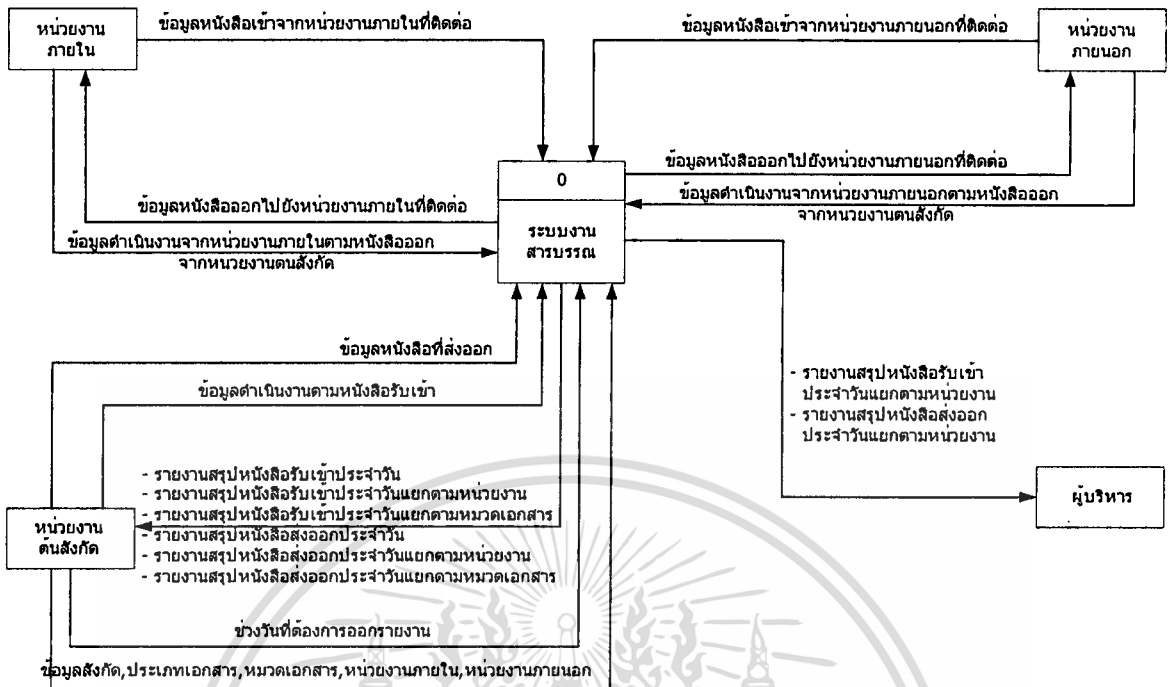 หน่วยงาน
ภายใน
ข้อมูลหนังสือเข้าจากหน่วยงานภายในที่ติดต่อ
ข้อมูลหนังสือเข้าจากหน่วยงานภายนอกที่ติดต่อ
หน่วยงาน
ภายนอก
0
ระบบงาน
สารบรรณ
ข้อมูลหนังสือออกไปยังหน่วยงานภายนอกที่ติดต่อ
ข้อมูลดำเนินงานจากหน่วยงานภายนอกตามหนังสือออก
จากหน่วยงานตนสังกัด
ข้อมูลหนังสือออกไปยังหน่วยงานภายในที่ติดต่อ
ข้อมูลดำเนินงานจากหน่วยงานภายในตามหนังสือออก
จากหนวยงานตนสังกัด
ข้อมูลหนังสือที่ส่งออก
ข้อมูลดำเนินงานตามหนังสือรับเข้า
- รายงานสรุปหนังสือรับเข้า
ประจำวันแยกตามหน่วยงาน
- รายงานสรุปหนังสือส่งออก
ประจำวันแยกตามหน่วยงาน
ผู้บริหาร
- รายงานสรุปหนังสือรับเข้าประจำวัน
- รายงานสรุปหนังสือรับเข้าประจำวันแยกตามหน่วยงาน
- รายงานสรุปหนังสือรับเข้าประจำวันแยกตามหมวดเอกสาร
- รายงานสรุปหนังสือส่งออกประจำวัน
- รายงานสรุปหนังสือส่งออกประจำวันแยกตามหน่วยงาน
- รายงานสรุปหนังสือส่งออกประจำวันแยกตามหมวดเอกสาร
หน่วยงาน
ต้นสังกัด
ช่วงวันที่ต้องการออกรายงาน
ข้อมูลสังกัด,ประเภทเอกสาร,หมวดเอกสาร,หน่วยงานภายใน,หน่วยงานภายนอก